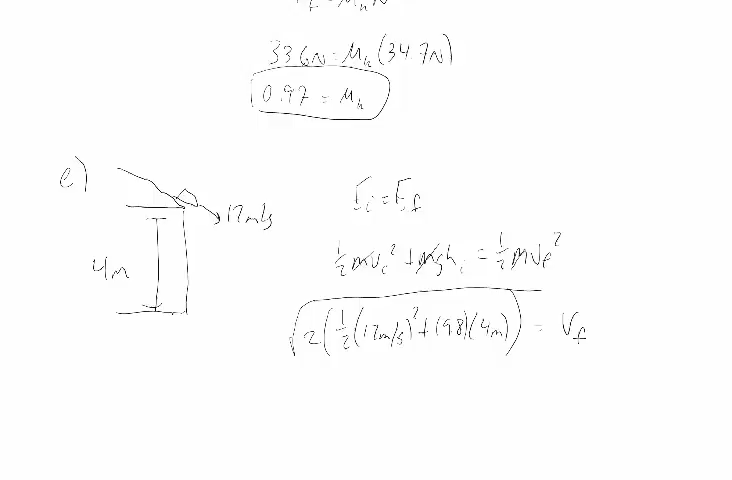 33.6N = μk(34.7N)
0.97 = μk
e)
12m/s
4m
Ei = Ef
½mvi² + mghi = ½mvf²
√2(½(12m/s)² + (9.8)(4m)) = Vf